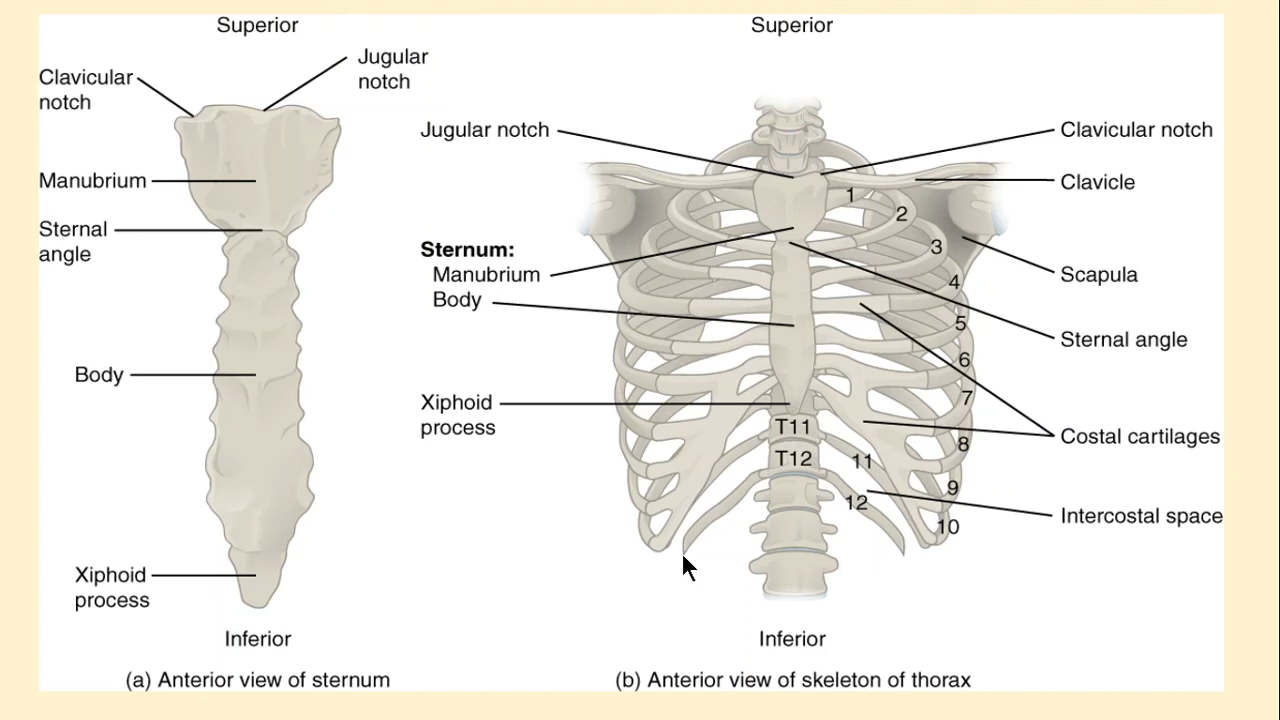 Superior
Clavicular
notch
Jugular
notch
Manubrium
Sternal
angle
Body
Xiphoid
process
Inferior
(a) Anterior view of sternum
Superior
Jugular notch
Clavicular notch
Clavicle
Sternum:
Manubrium
Body
Scapula
Sternal angle
Xiphoid
process
Costal cartilages
Intercostal space
1
2
3
4
5
6
7
8
9
10
T11
T12
11
12
Inferior
(b) Anterior view of skeleton of thorax